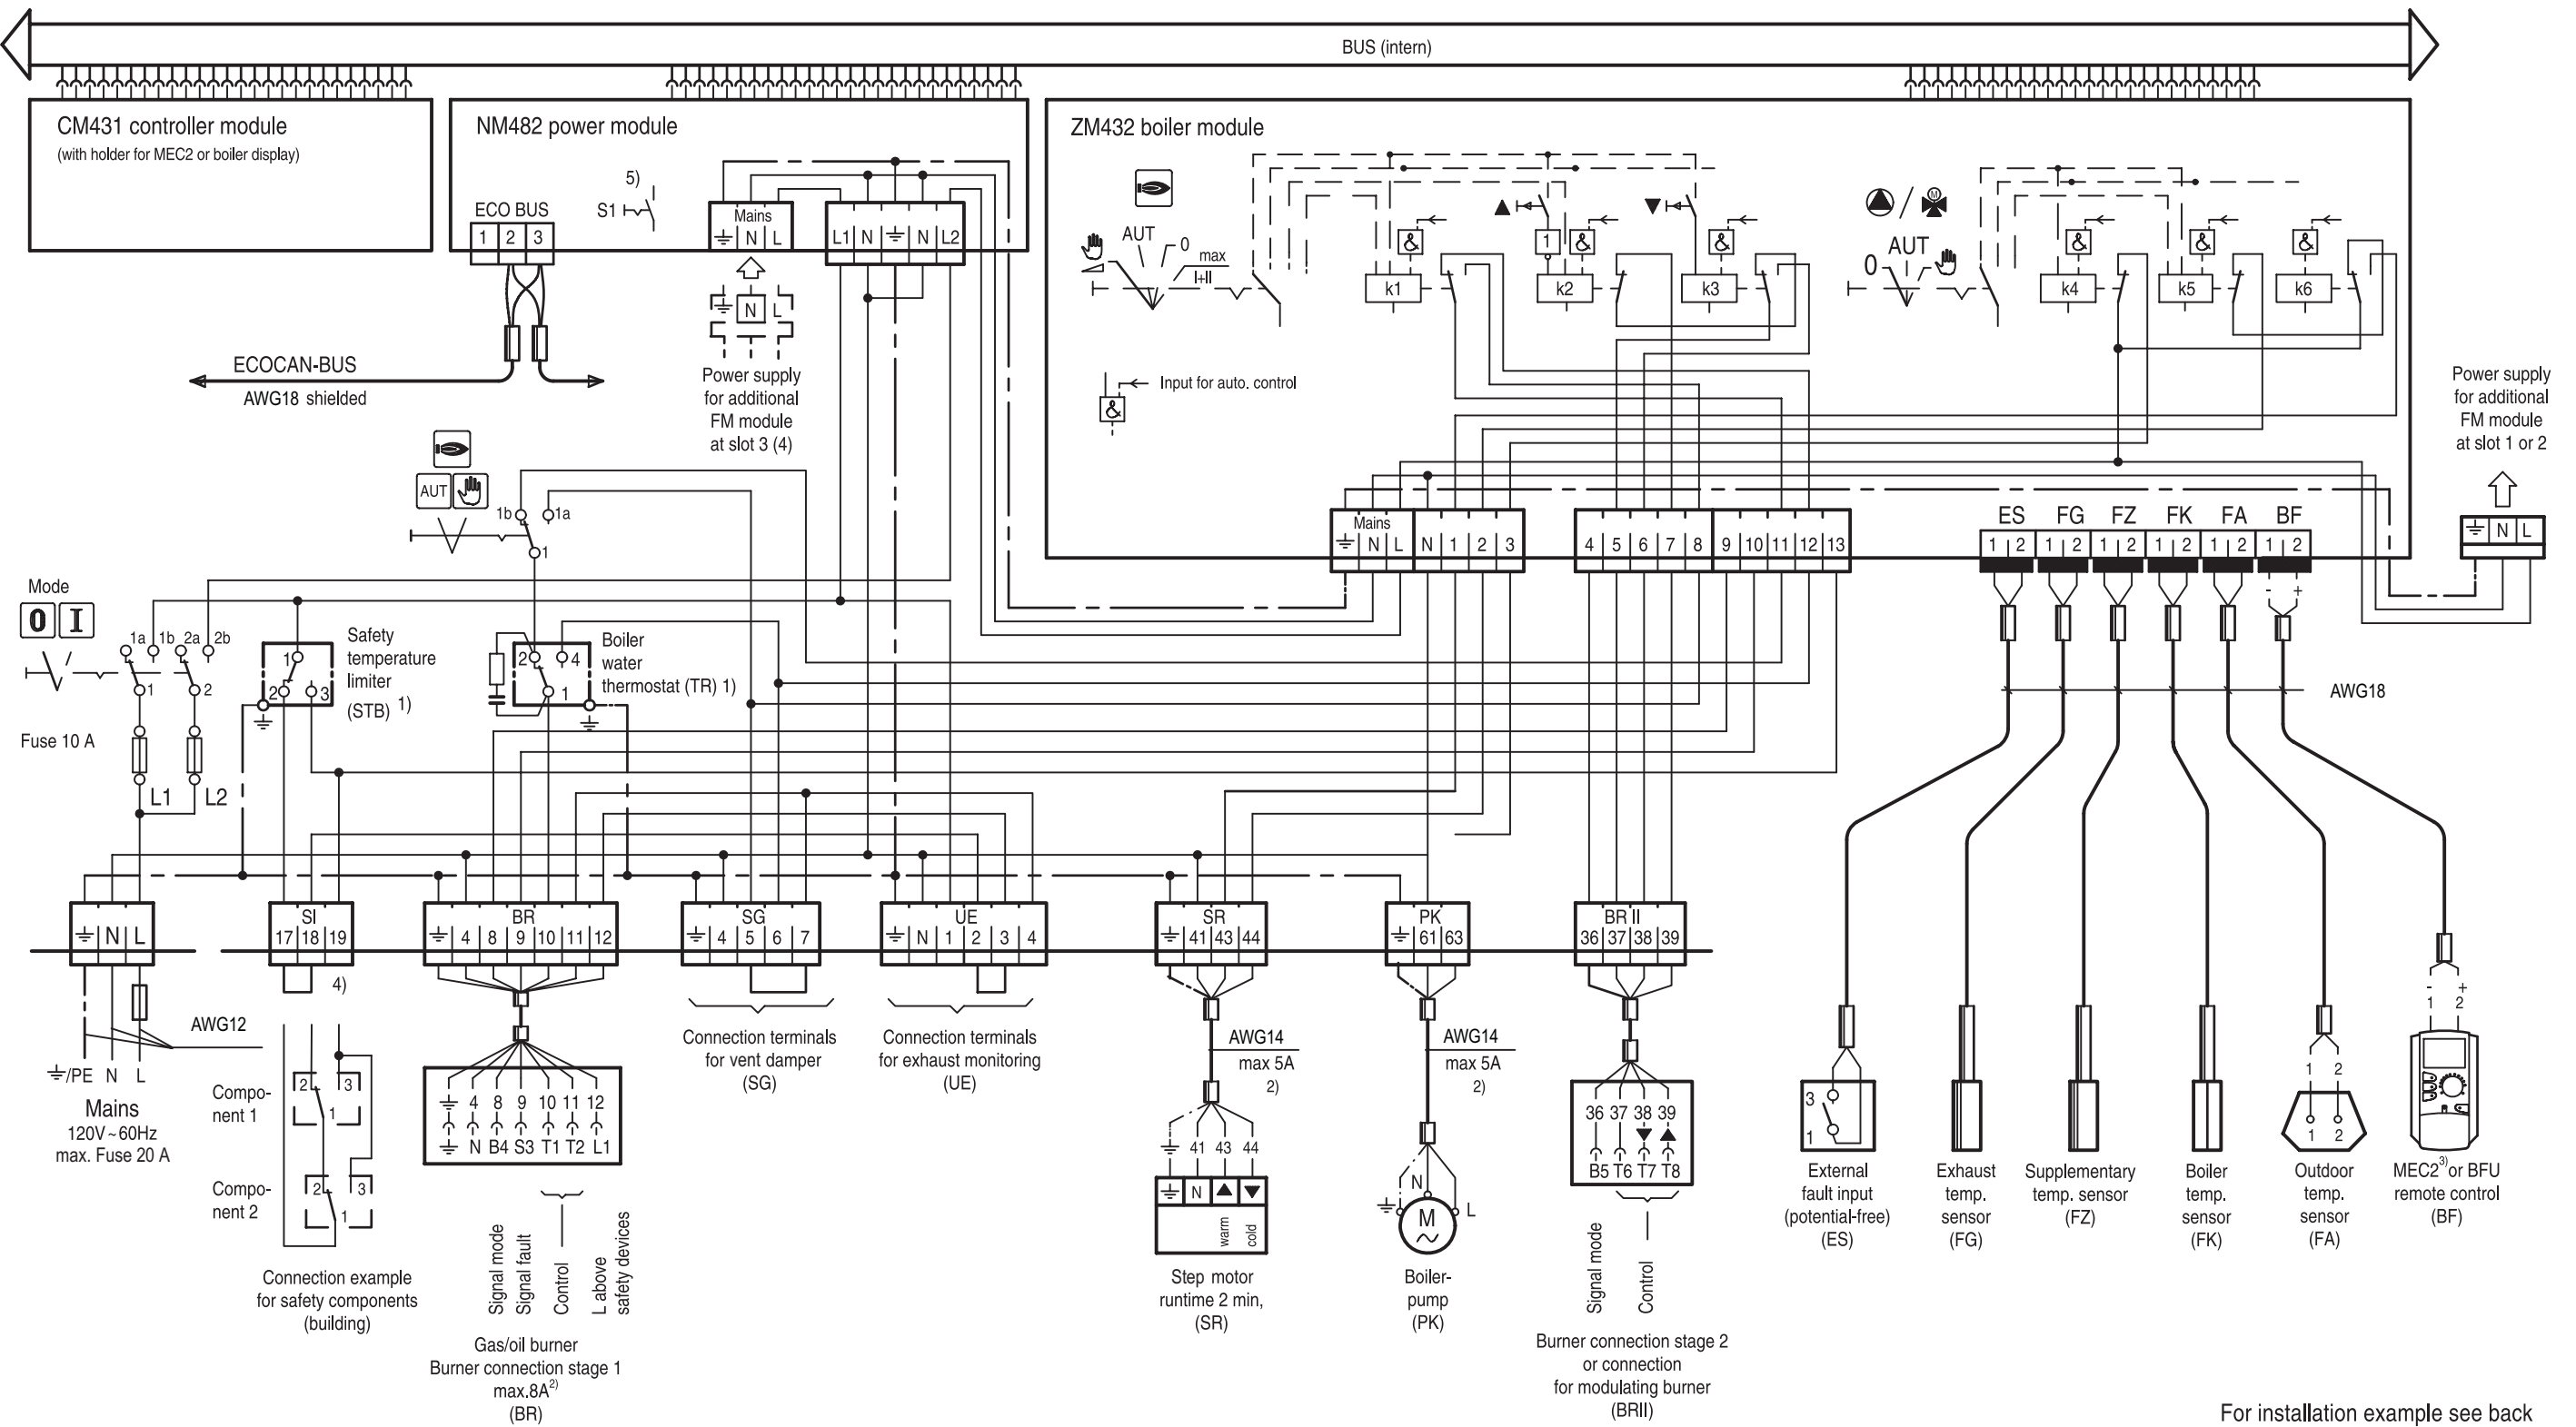 BUS (intern)
CM431 controller module
(with holder for MEC2 or boiler display)
NM482 power module
5)
S1
ECO BUS
1 2 3
Mains
N L
L1 N N L2
N L
Power supply
for additional
FM module
at slot 3 (4)
ECOCAN-BUS
AWG18 shielded
ZM432 boiler module
AUT
0
max
I+II
& 1 & &
k1 k2 k3
0 AUT
M
& & &
k4 k5 k6
& Input for auto. control
Power supply
for additional
FM module
at slot 1 or 2
N L
Mains
N L N 1 2 3
4 5 6 7 8 9 10 11 12 13
ES FG FZ FK FA BF
1 2 1 2 1 2 1 2 1 2 1 2
- +
AWG18
AUT
1b 1a
1
Mode
0 I
1a 1b 2a 2b
1 2
Fuse 10 A
L1 L2
1
2 3
Safety
temperature
limiter
(STB) 1)
2 4
1
Boiler
water
thermostat (TR) 1)
N L
SI
17 18 19
BR
4 8 9 10 11 12
SG
4 5 6 7
UE
N 1 2 3 4
SR
41 43 44
PK
61 63
BR II
36 37 38 39
4)
AWG12
/PE N L
Mains
120V~60Hz
max. Fuse 20 A
Compo-
nent 1
2 3
1
Compo-
nent 2
2 3
1
Connection example
for safety components
(building)
4 8 9 10 11 12
N B4 S3 T1 T2 L1
Signal mode
Signal fault
Control
L above
safety devices
Gas/oil burner
Burner connection stage 1
max.8A2)
(BR)
Connection terminals
for vent damper
(SG)
Connection terminals
for exhaust monitoring
(UE)
AWG14
max 5A
2)
41 43 44
N
warm
cold
Step motor
runtime 2 min,
(SR)
AWG14
max 5A
2)
N
L
M
Boiler-
pump
(PK)
36 37 38 39
B5 T6 T7 T8
Signal mode
Control
Burner connection stage 2
or connection
for modulating burner
(BRII)
3
1
External
fault input
(potential-free)
(ES)
Exhaust
temp.
sensor
(FG)
Supplementary
temp. sensor
(FZ)
Boiler
temp.
sensor
(FK)
1 2
1 2
Outdoor
temp.
sensor
(FA)
- +
1 2
MEC23) or BFU
remote control
(BF)
For installation example see back